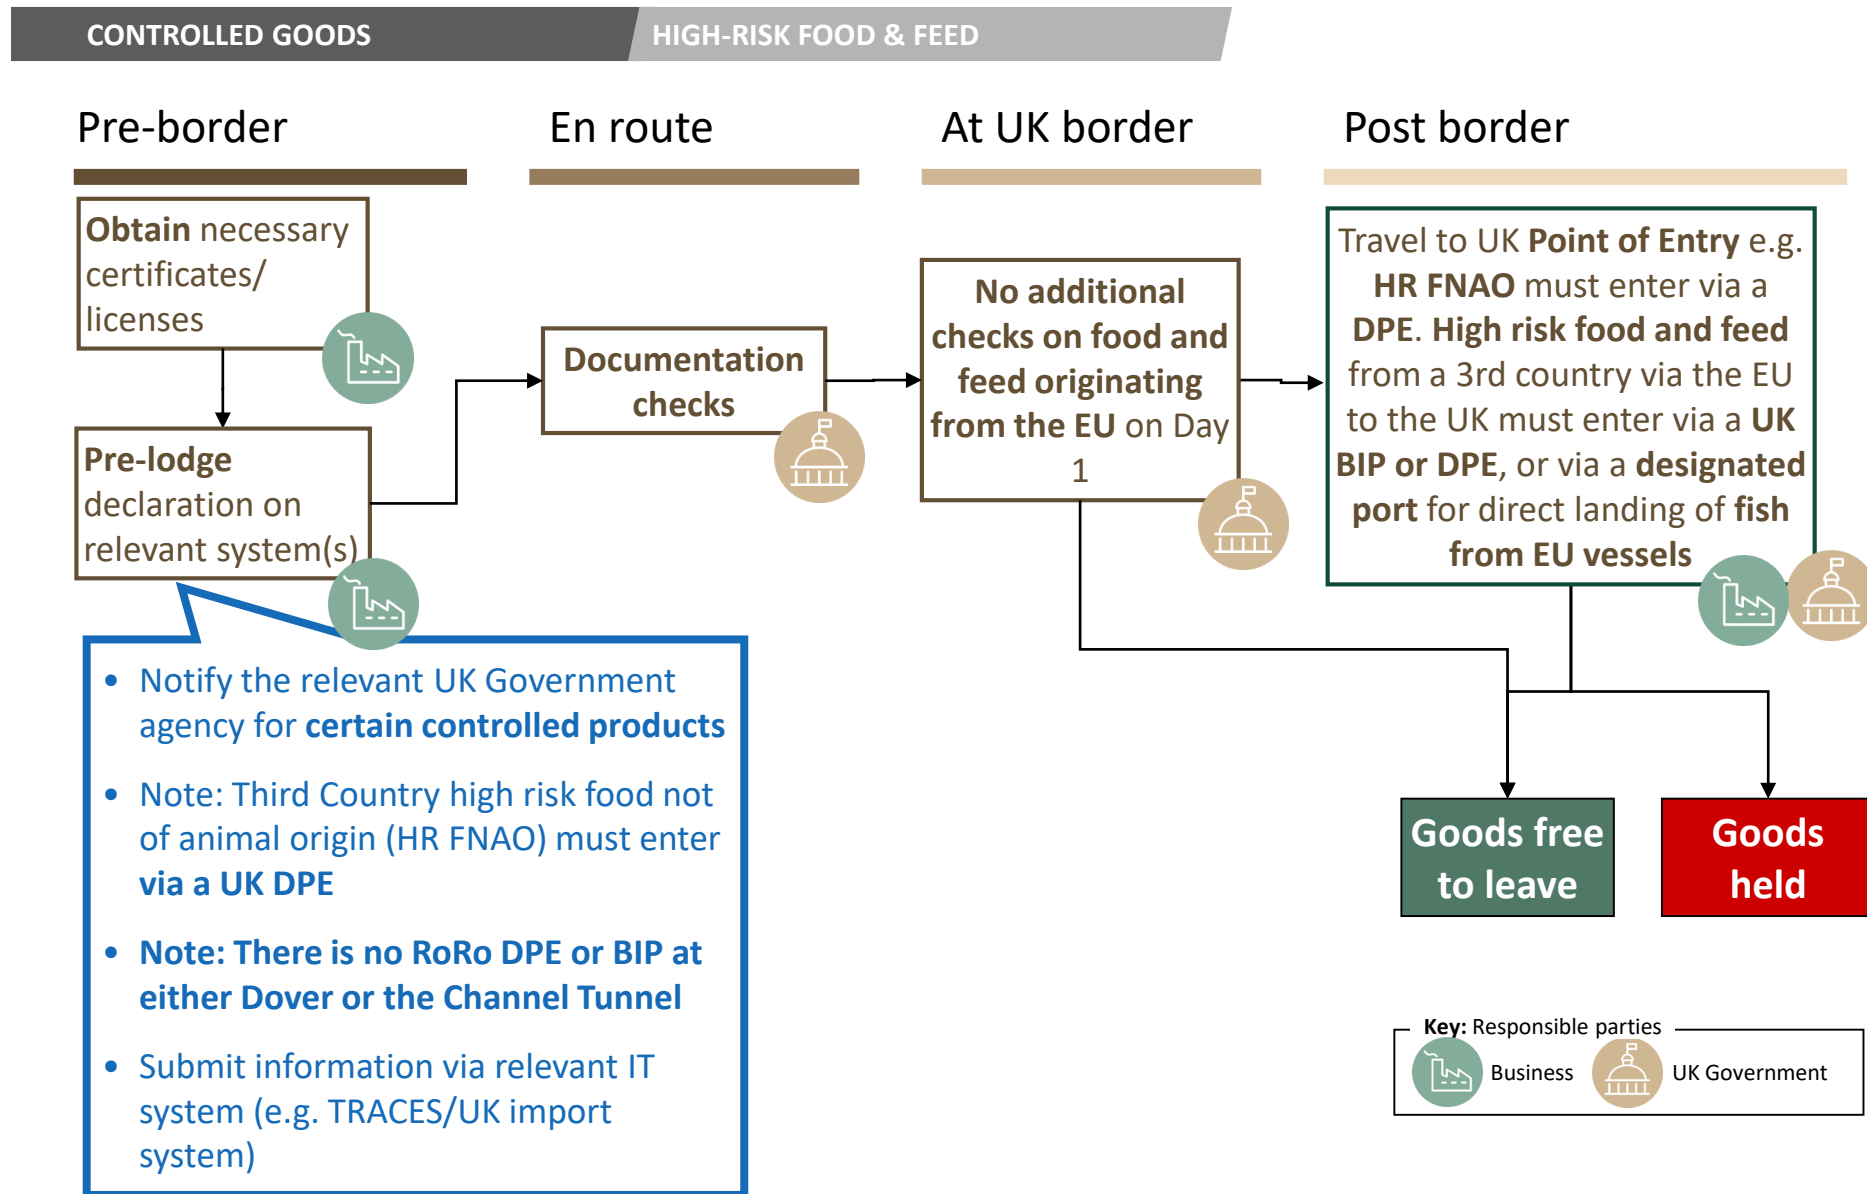 CONTROLLED GOODS
HIGH-RISK FOOD & FEED
Pre-border
En route
At UK border
Post border
Obtain necessary
certificates/
licenses
Pre-lodge
declaration on
relevant system(s)
Documentation
checks
No additional
checks on food and
feed originating
from the EU on Day
1
Travel to UK Point of Entry e.g.
HR FNAO must enter via a
DPE. High risk food and feed
from a 3rd country via the EU
to the UK must enter via a UK
BIP or DPE, or via a designated
port for direct landing of fish
from EU vessels
• Notify the relevant UK Government
agency for certain controlled products
• Note: Third Country high risk food not
of animal origin (HR FNAO) must enter
via a UK DPE
• Note: There is no RoRo DPE or BIP at
either Dover or the Channel Tunnel
• Submit information via relevant IT
system (e.g. TRACES/UK import
system)
Goods free
to leave
Goods
held
Key: Responsible parties
Business
UK Government